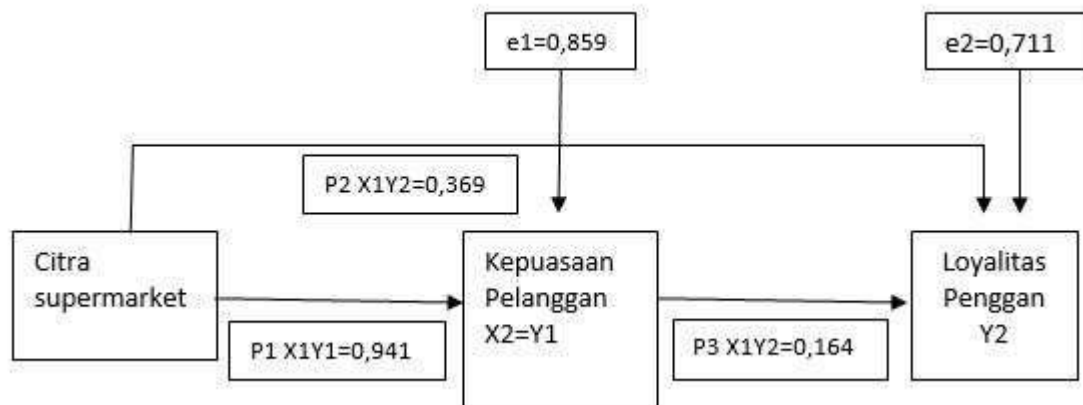 e1=0,859
e2=0,711
P2 X1Y2=0,369
Citra
supermarket
Kepuasaan
Pelanggan
X2=Y1
Loyalitas
Penggan
Y2
P1 X1Y1=0,941
P3 X1Y2=0,164